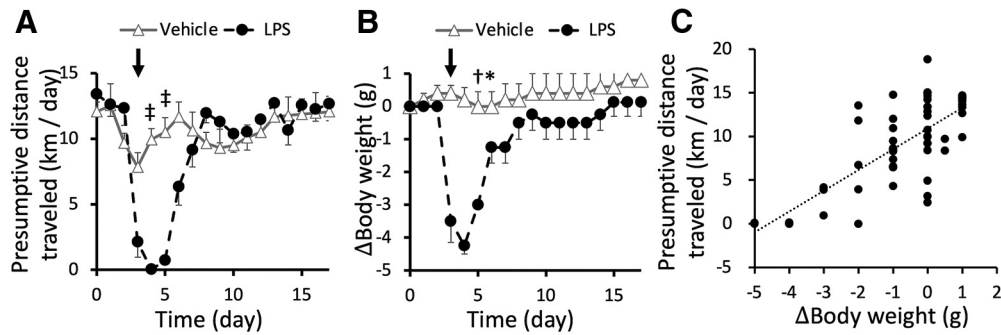 A
Vehicle
LPS
Presumptive distance
traveled (km / day)
15
10
5
0
‡
‡
0
5
10
15
Time (day)
B
Vehicle
LPS
ΔBody weight (g)
1
0
-1
-2
-3
-4
-5
†*
0
5
10
15
Time (day)
C
Presumptive distance
traveled (km / day)
20
15
10
5
0
-5
-5
-4
-3
-2
-1
0
1
2
ΔBody weight (g)